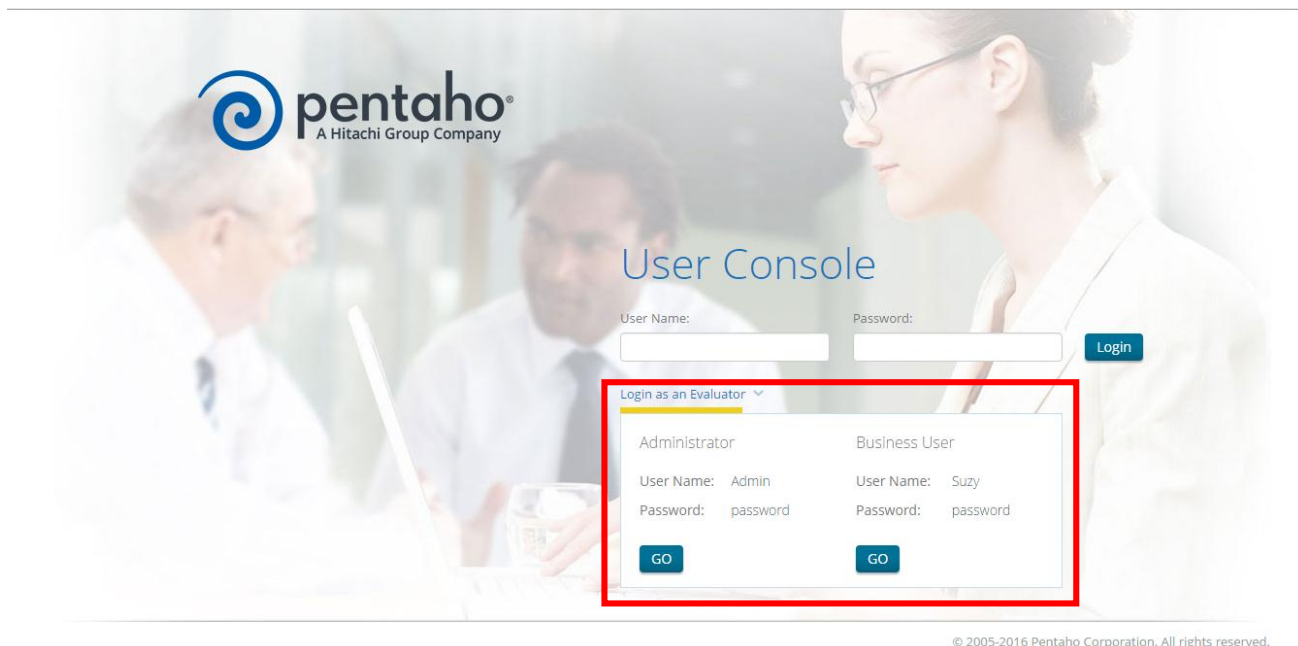 pentaho®
A Hitachi Group Company
User Console
User Name: Password:
Login
Login as an Evaluator
Administrator Business User
User Name: Admin User Name: Suzy
Password: password Password: password
GO GO
© 2005-2016 Pentaho Corporation. All rights reserved.